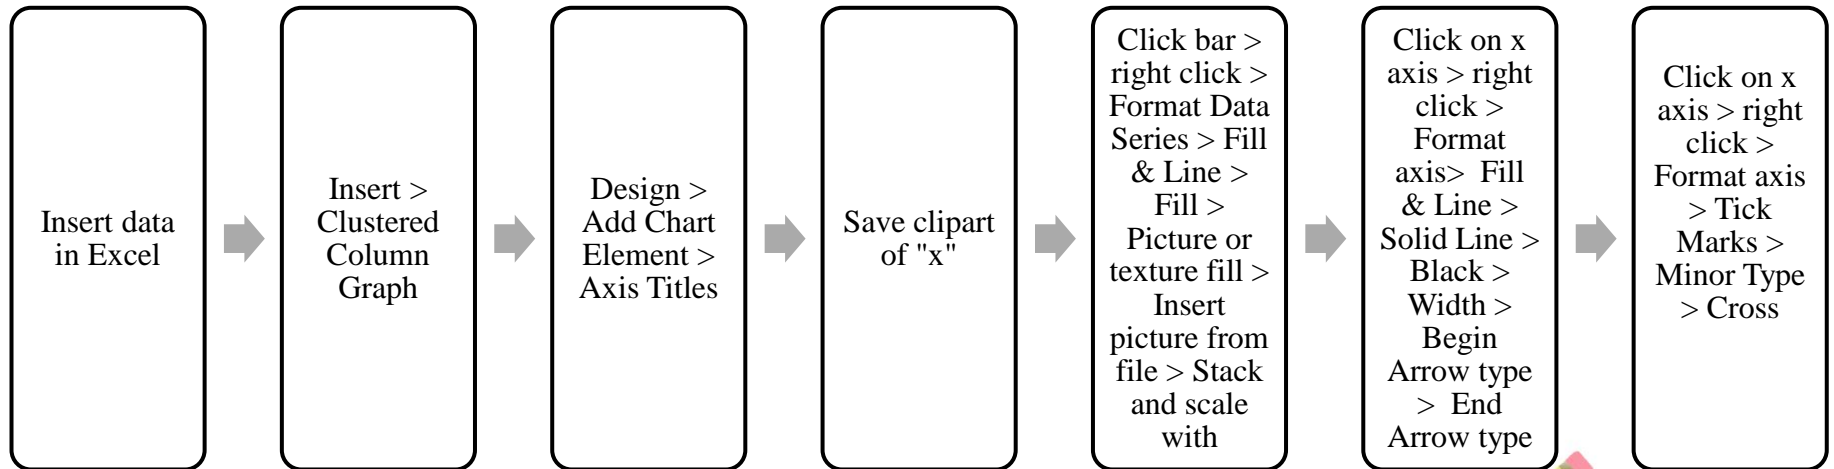 Insert data
in Excel
Insert >
Clustered
Column
Graph
Design >
Add Chart
Element >
Axis Titles
Save clipart
of "x"
Click bar >
right click >
Format Data
Series > Fill
& Line >
Fill >
Picture or
texture fill >
Insert
picture from
file > Stack
and scale
with
Click on x
axis > right
click >
Format
axis> Fill
& Line >
Solid Line >
Black >
Width >
Begin
Arrow type
> End
Arrow type
Click on x
axis > right
click >
Format axis
> Tick
Marks >
Minor Type
> Cross